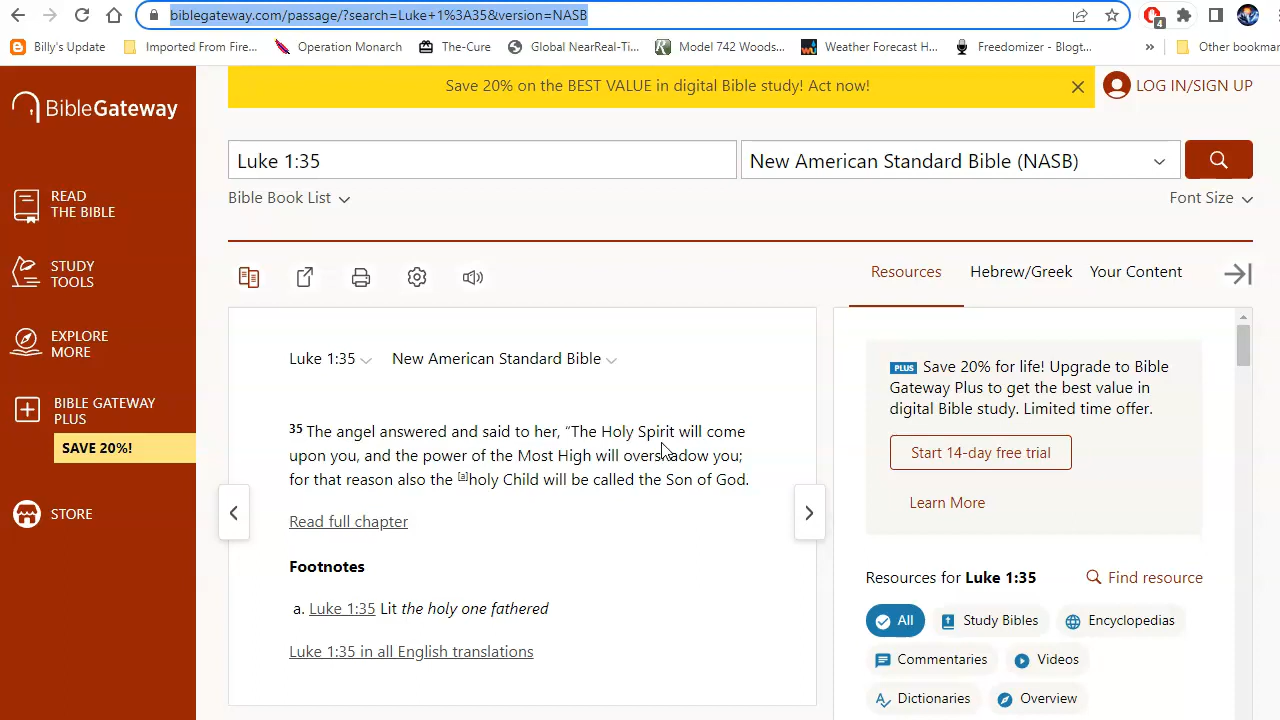 biblegateway.com/passage/?search=Luke+1%3A35&version=NASB
4
Billy's Update
Imported From Fire...
Operation Monarch
The-Cure
Global NearReal-Ti...
Model 742 Woods...
Weather Forecast H...
Freedomizer - Blogt...
»
Other bookmar
BibleGateway
READ
THE BIBLE
STUDY
TOOLS
EXPLORE
MORE
BIBLE GATEWAY
PLUS
SAVE 20%!
STORE
Save 20% on the BEST VALUE in digital Bible study! Act now!
LOG IN/SIGN UP
Luke 1:35
New American Standard Bible (NASB)
Bible Book List
Font Size
Luke 1:35 New American Standard Bible
35 The angel answered and said to her, “The Holy Spirit will come
upon you, and the power of the Most High will overshadow you;
for that reason also the [a]holy Child will be called the Son of God.
Read full chapter
Footnotes
a. Luke 1:35 Lit the holy one fathered
Luke 1:35 in all English translations
Resources
Hebrew/Greek
Your Content
PLUS Save 20% for life! Upgrade to Bible
Gateway Plus to get the best value in
digital Bible study. Limited time offer.
Start 14-day free trial
Learn More
Resources for Luke 1:35
Find resource
All
Study Bibles
Encyclopedias
Commentaries
Videos
Dictionaries
Overview